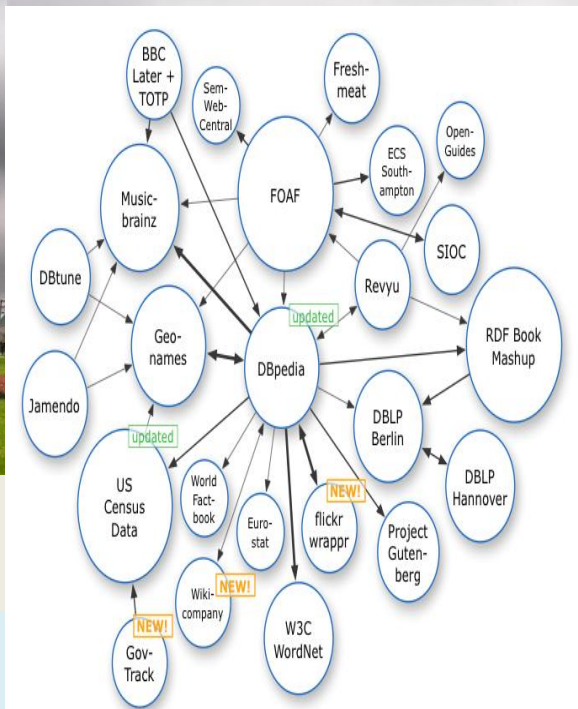 BBC
Later +
TOTP
Sem-
Web-
Central
Fresh-
meat
Open-
Guides
ECS
South-
ampton
FOAF
Music-
brainz
SIOC
DBtune
Revyu
updated
Geo-
names
DBpedia
RDF Book
Mashup
Jamendo
DBLP
Berlin
updated
US
Census
Data
World
Fact-
book
Euro-
stat
NEW!
flickr
wrappr
Project
Guten-
berg
DBLP
Hannover
NEW!
Wiki-
company
W3C
WordNet
NEW!
Gov-
Track